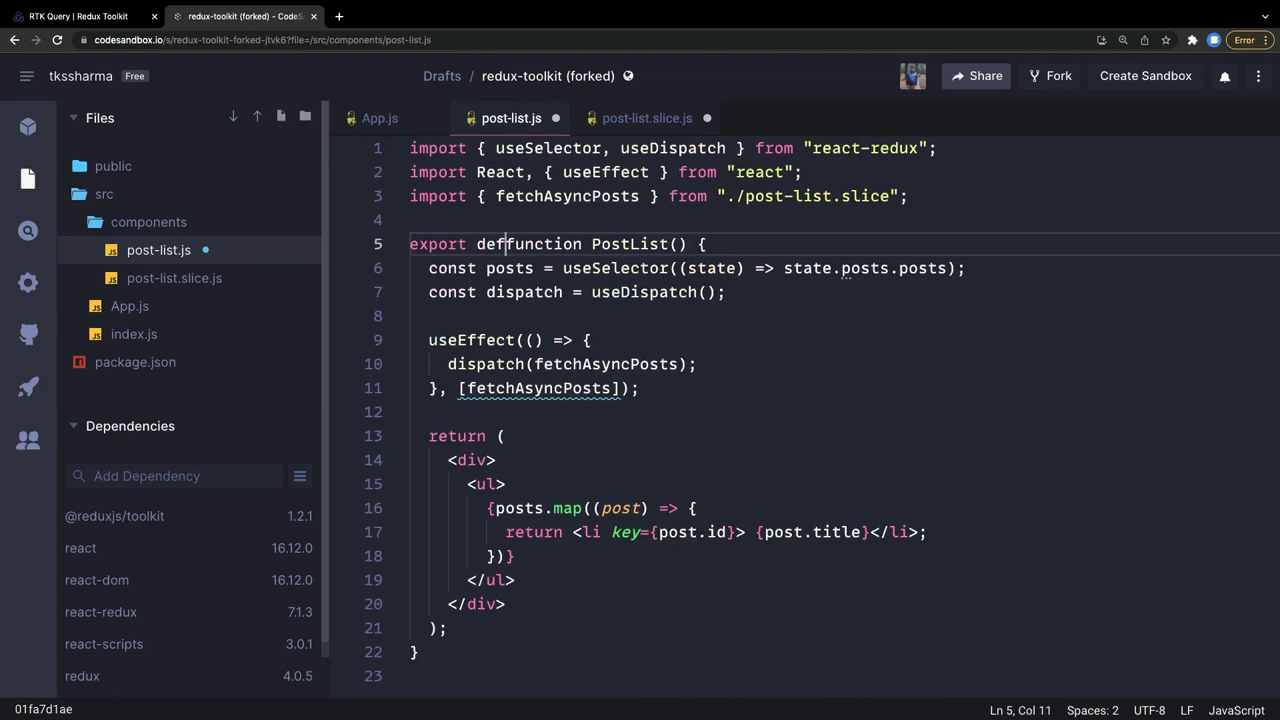 RTK Query | Redux Toolkit
redux-toolkit (forked) - CodeS
codesandbox.io/s/redux-toolkit-forked-jtvk6?file=/src/components/post-list.js
Error
tkssharma Free
Drafts / redux-toolkit (forked)
Share
Fork
Create Sandbox
Files
public
src
components
post-list.js
post-list.slice.js
App.js
index.js
package.json
Dependencies
Add Dependency
@reduxjs/toolkit 1.2.1
react 16.12.0
react-dom 16.12.0
react-redux 7.1.3
react-scripts 3.0.1
redux 4.0.5
App.js
post-list.js
post-list.slice.js
1 import { useSelector, useDispatch } from "react-redux";
2 import React, { useEffect } from "react";
3 import { fetchAsyncPosts } from "./post-list.slice";
4
5 export deffunction PostList() {
6 const posts = useSelector((state) => state.posts.posts);
7 const dispatch = useDispatch();
8
9 useEffect(() => {
10 dispatch(fetchAsyncPosts);
11 }, [fetchAsyncPosts]);
12
13 return (
14 <div>
15 <ul>
16 {posts.map((post) => {
17 return <li key={post.id}> {post.title}</li>;
18 })}
19 </ul>
20 </div>
21 );
22 }
23
01fa7d1ae
Ln 5, Col 11
Spaces: 2
UTF-8
LF
JavaScript